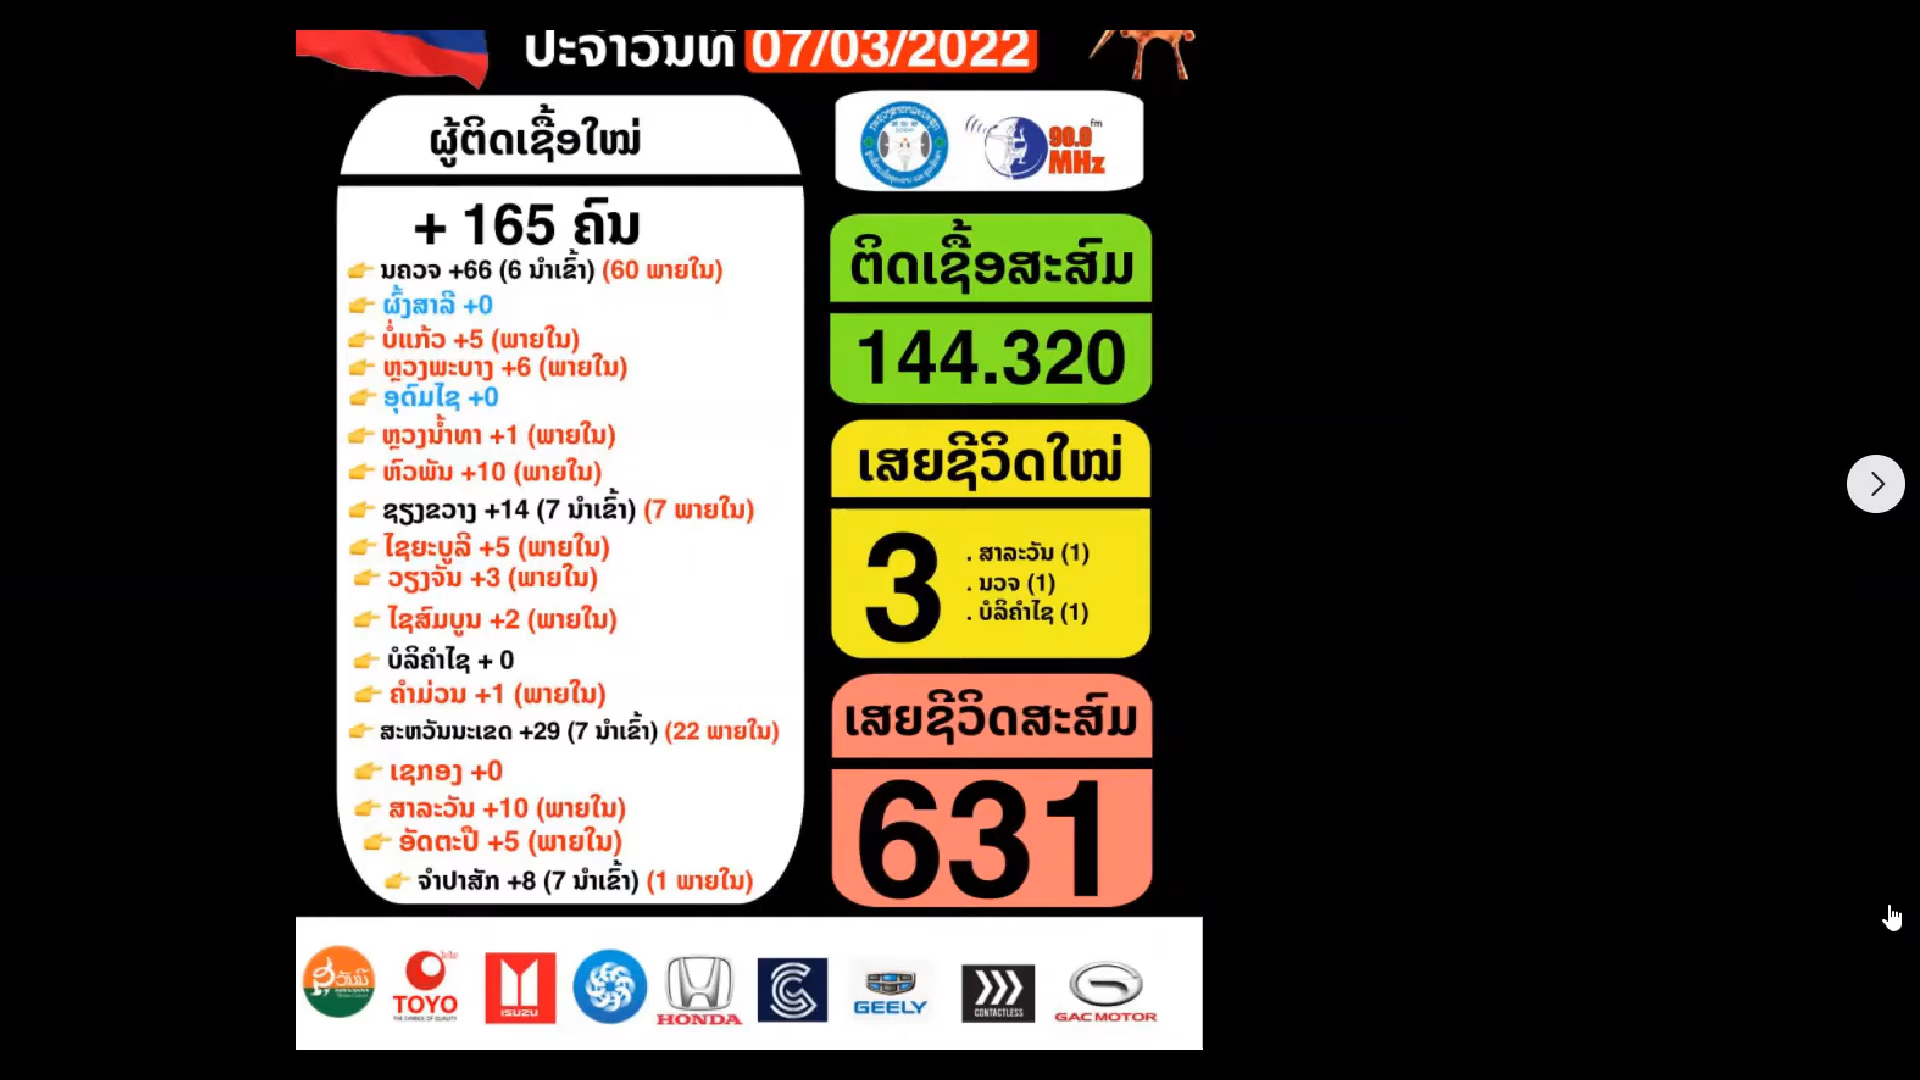 ປະຈຳວັນທີ 07/03/2022
ຜູ້ຕິດເຊື້ອໃໝ່
+ 165 ຄົນ
👉 ນຄວຈ +66 (6 ນຳເຂົ້າ) (60 ພາຍໃນ)
👉 ຜົ້ງສາລີ +0
👉 ບໍ່ແກ້ວ +5 (ພາຍໃນ)
👉 ຫຼວງພະບາງ +6 (ພາຍໃນ)
👉 ອຸດົມໄຊ +0
👉 ຫຼວງນ້ຳທາ +1 (ພາຍໃນ)
👉 ຫົວພັນ +10 (ພາຍໃນ)
👉 ຊຽງຂວາງ +14 (7 ນຳເຂົ້າ) (7 ພາຍໃນ)
👉 ໄຊຍະບູລີ +5 (ພາຍໃນ)
👉 ວຽງຈັນ +3 (ພາຍໃນ)
👉 ໄຊສົມບູນ +2 (ພາຍໃນ)
👉 ບໍລິຄຳໄຊ + 0
👉 ຄຳມ່ວນ +1 (ພາຍໃນ)
👉 ສະຫວັນນະເຂດ +29 (7 ນຳເຂົ້າ) (22 ພາຍໃນ)
👉 ເຊກອງ +0
👉 ສາລະວັນ +10 (ພາຍໃນ)
👉 ອັດຕະປື +5 (ພາຍໃນ)
👉 ຈຳປາສັກ +8 (7 ນຳເຂົ້າ) (1 ພາຍໃນ)
90.0 fm
MHz
ຕິດເຊື້ອສະສົມ
144.320
ເສຍຊີວິດໃໝ່
3
. ສາລະວັນ (1)
. ນວຈ (1)
. ບໍລິຄຳໄຊ (1)
ເສຍຊີວິດສະສົມ
631
TOYO
ISUZU
HONDA
GEELY
CONTACTLESS
GAC MOTOR